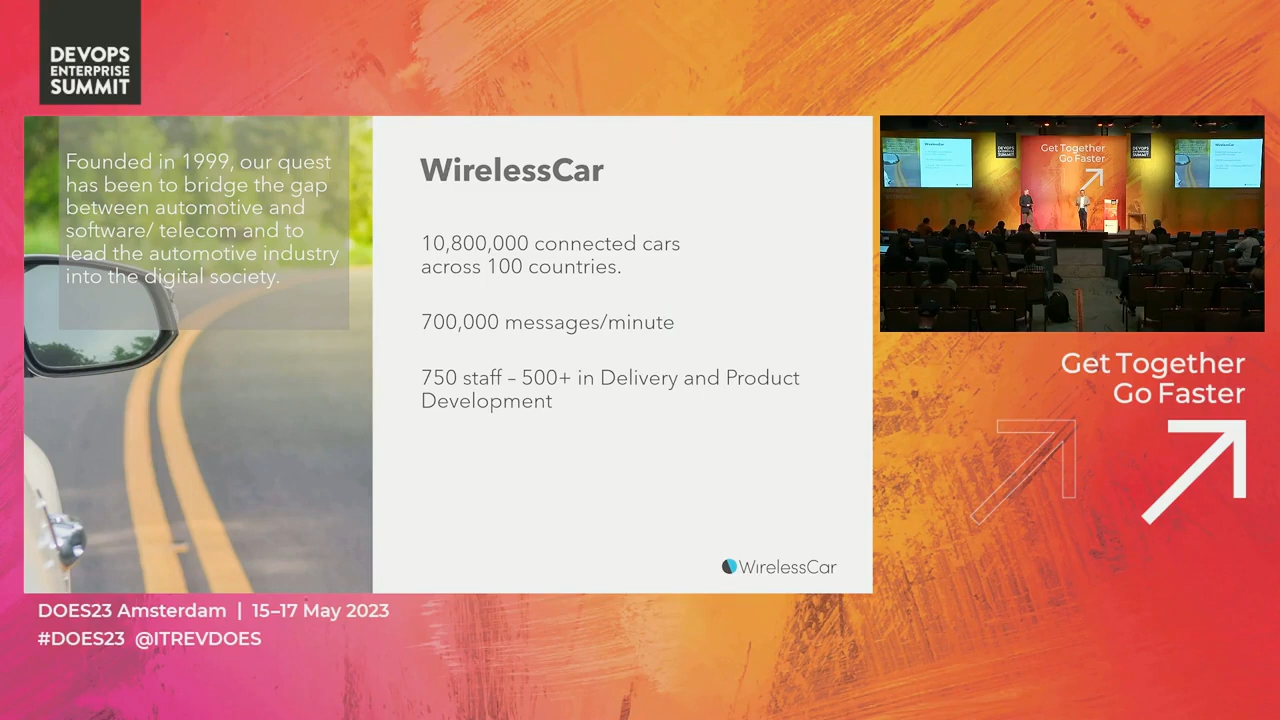 DEVOPS
ENTERPRISE
SUMMIT
Founded in 1999, our quest
has been to bridge the gap
between automotive and
software/ telecom and to
lead the automotive industry
into the digital society.
WirelessCar
10,800,000 connected cars
across 100 countries.
700,000 messages/minute
750 staff – 500+ in Delivery and Product
Development
WirelessCar
Get Together
Go Faster
Get Together
Go Faster
DOES23 Amsterdam | 15–17 May 2023
#DOES23 @ITREVDOES